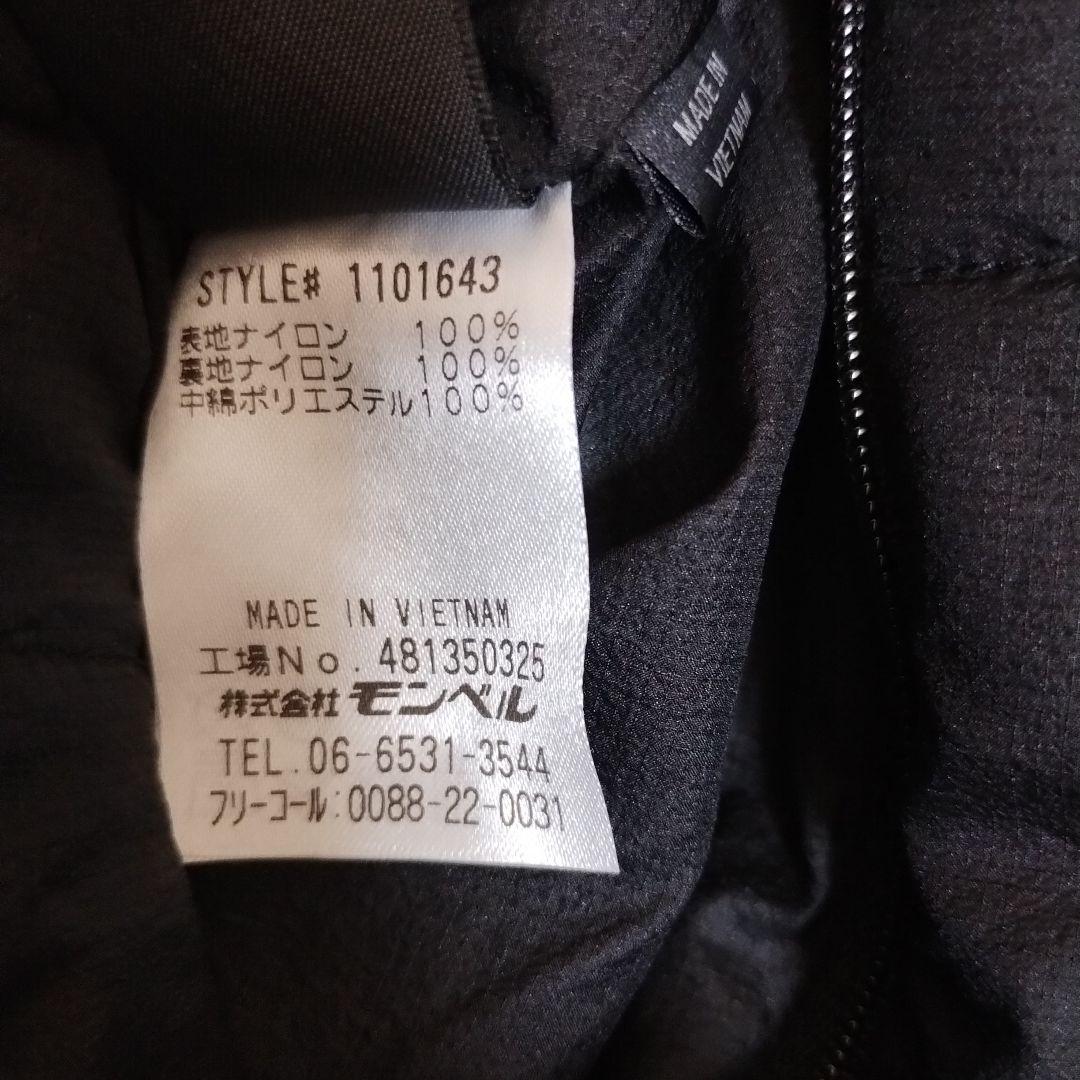 MADE IN
VIETNAM
STYLE# 1101643
表地ナイロン 100%
裏地ナイロン 100%
中綿ポリエステル100%
MADE IN VIETNAM
工場No. 481350325
株式会社モンベル
TEL.06-6531-3544
フリーコール:0088-22-0031